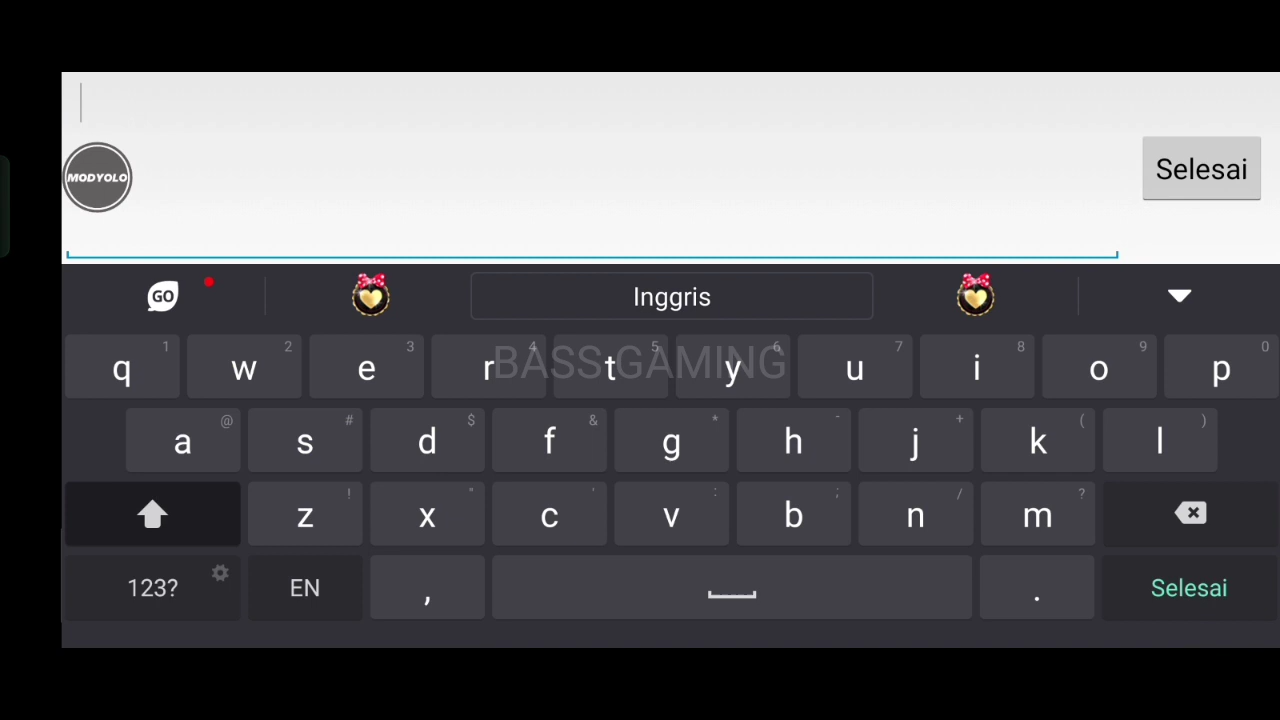 MODYOLO
Selesai
GO Inggris
1 2 3 4 5 6 7 8 9 0
q w e r t y u i o p
BASS GAMING
@ # $ & * - + ( )
a s d f g h j k l
! " ' : ; / ?
z x c v b n m
123? EN , . Selesai